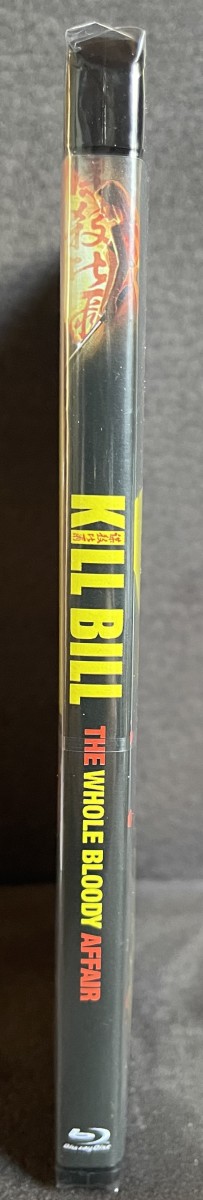 KILL BILL
THE WHOLE BLOODY AFFAIR
Blu-ray Disc